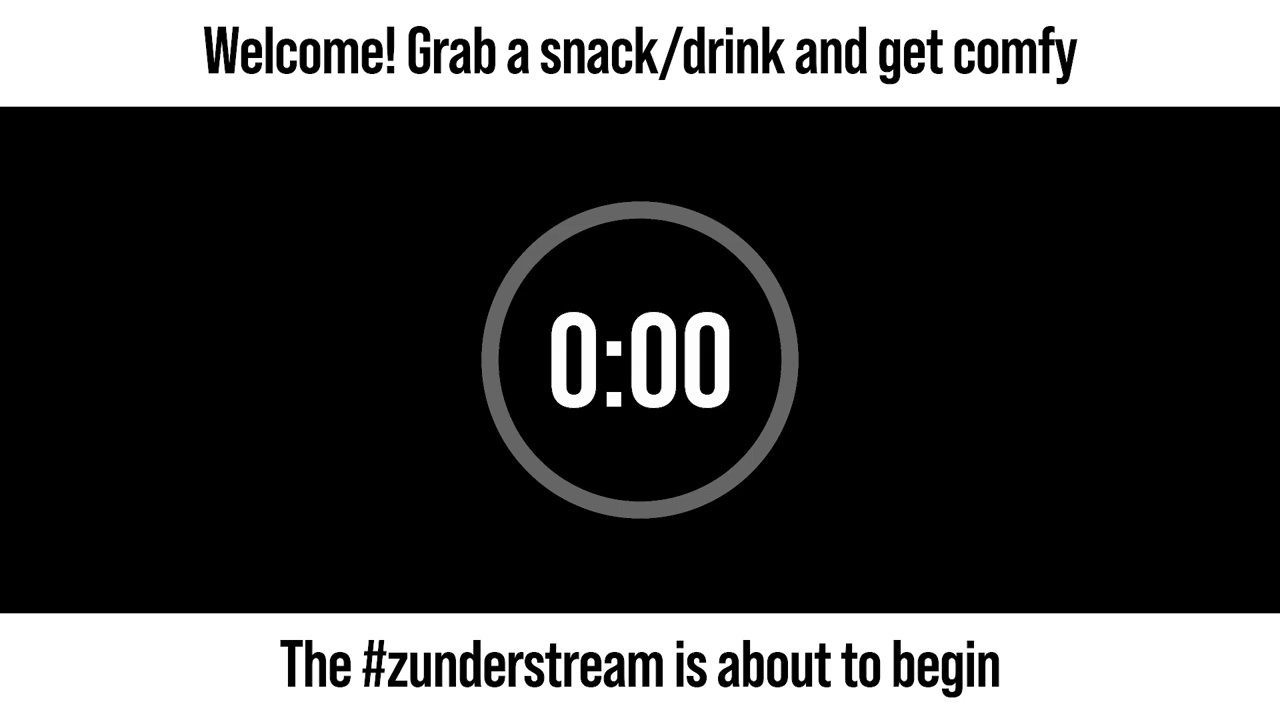 Welcome! Grab a snack/drink and get comfy
0:00
The #zunderstream is about to begin